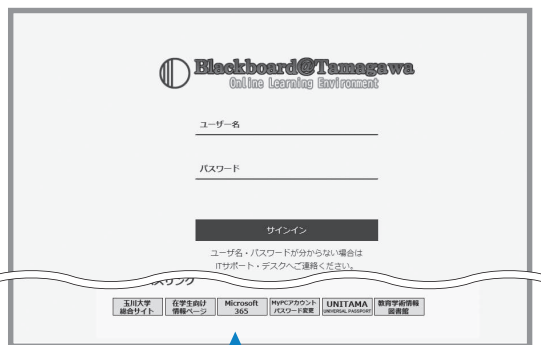 Blackboard@Tamagawa
Online Learning Environment
ユーザー名
パスワード
サインイン
ユーザ名・パスワードが分からない場合は
ITサポート・デスクへご連絡ください。
スリンク
玉川大学
総合サイト
在学生向け
情報ページ
Microsoft
365
MyPCアカウント
パスワード変更
UNITAMA
UNIVERSAL PASSPORT
教育学術情報
図書館